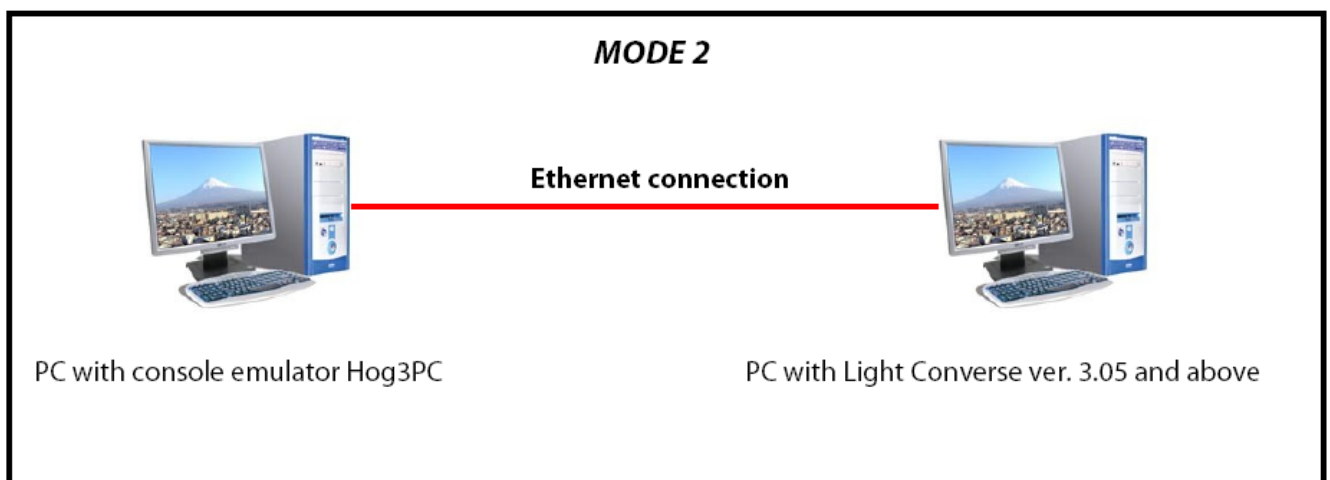 MODE 2
Ethernet connection
PC with console emulator Hog3PC
PC with Light Converse ver. 3.05 and above